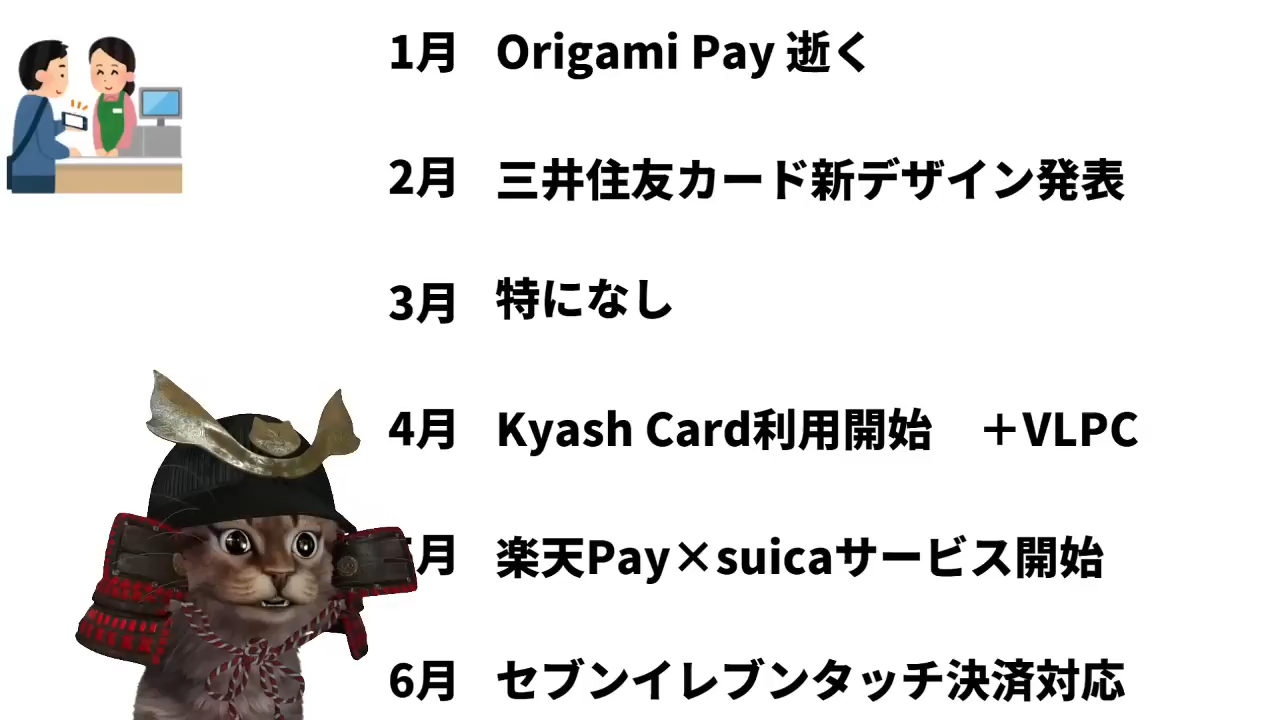 1月 Origami Pay 逝く
2月 三井住友カード新デザイン発表
3月 特になし
4月 Kyash Card利用開始 ＋VLPC
月 楽天Pay×suicaサービス開始
6月 セブンイレブンタッチ決済対応